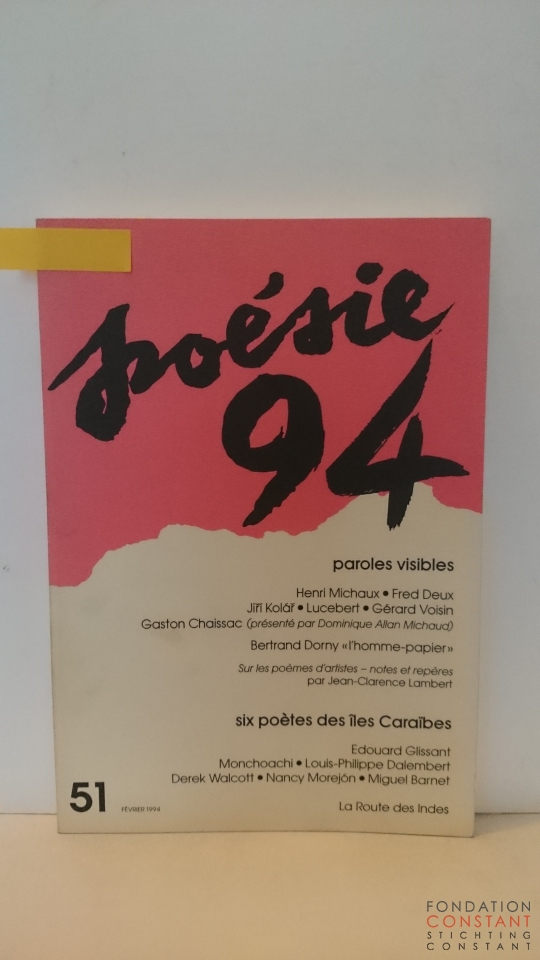 poésie
94
paroles visibles
Henri Michaux • Fred Deux
Jiří Kolář • Lucebert • Gérard Voisin
Gaston Chaissac (présenté par Dominique Allan Michaud)
Bertrand Dorny «l'homme-papier»
Sur les poèmes d'artistes – notes et repères
par Jean-Clarence Lambert
six poètes des îles Caraïbes
Edouard Glissant
Monchoachi • Louis-Philippe Dalembert
Derek Walcott • Nancy Morejón • Miguel Barnet
51 FÉVRIER 1994
La Route des Indes
FONDATION
CONSTANT
STICHTING
CONSTANT